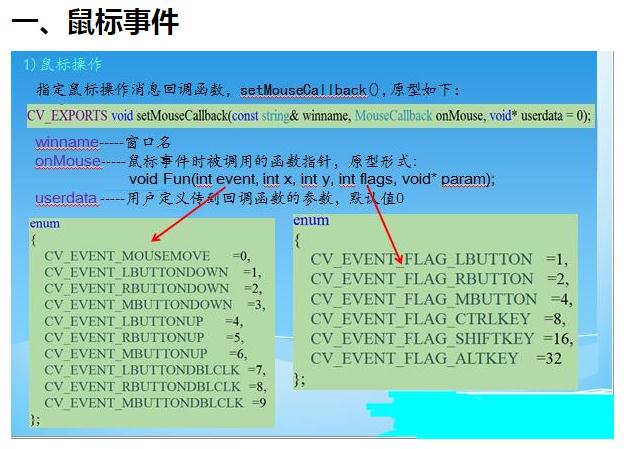 一、鼠标事件
1)鼠标操作
指定鼠标操作消息回调函数，setMouseCallback(),原型如下：
CV_EXPORTS void setMouseCallback(const string& winname, MouseCallback onMouse, void* userdata = 0);
winname-----窗口名
onMouse-----鼠标事件时被调用的函数指针，原型形式：
void Fun(int event, int x, int y, int flags, void* param);
userdata-----用户定义传到回调函数的参数，默认值0
enum
{
CV_EVENT_MOUSEMOVE =0,
CV_EVENT_LBUTTONDOWN =1,
CV_EVENT_RBUTTONDOWN =2,
CV_EVENT_MBUTTONDOWN =3,
CV_EVENT_LBUTTONUP =4,
CV_EVENT_RBUTTONUP =5,
CV_EVENT_MBUTTONUP =6,
CV_EVENT_LBUTTONDBLCLK =7,
CV_EVENT_RBUTTONDBLCLK =8,
CV_EVENT_MBUTTONDBLCLK =9
};
enum
{
CV_EVENT_FLAG_LBUTTON =1,
CV_EVENT_FLAG_RBUTTON =2,
CV_EVENT_FLAG_MBUTTON =4,
CV_EVENT_FLAG_CTRLKEY =8,
CV_EVENT_FLAG_SHIFTKEY =16,
CV_EVENT_FLAG_ALTKEY =32
};